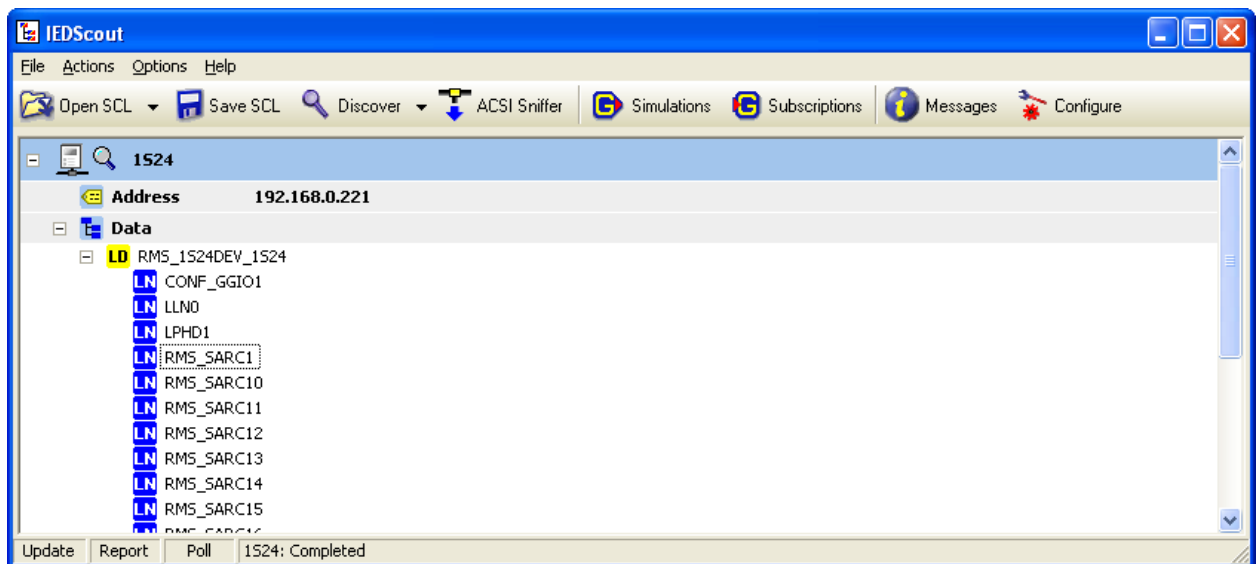 IEDScout
File Actions Options Help
Open SCL Save SCL Discover ACSI Sniffer Simulations Subscriptions Messages Configure
1S24
Address 192.168.0.221
Data
LD RMS_1S24DEV_1S24
LN CONF_GGIO1
LN LLN0
LN LPHD1
LN RMS_SARC1
LN RMS_SARC10
LN RMS_SARC11
LN RMS_SARC12
LN RMS_SARC13
LN RMS_SARC14
LN RMS_SARC15
Update Report Poll 1S24: Completed